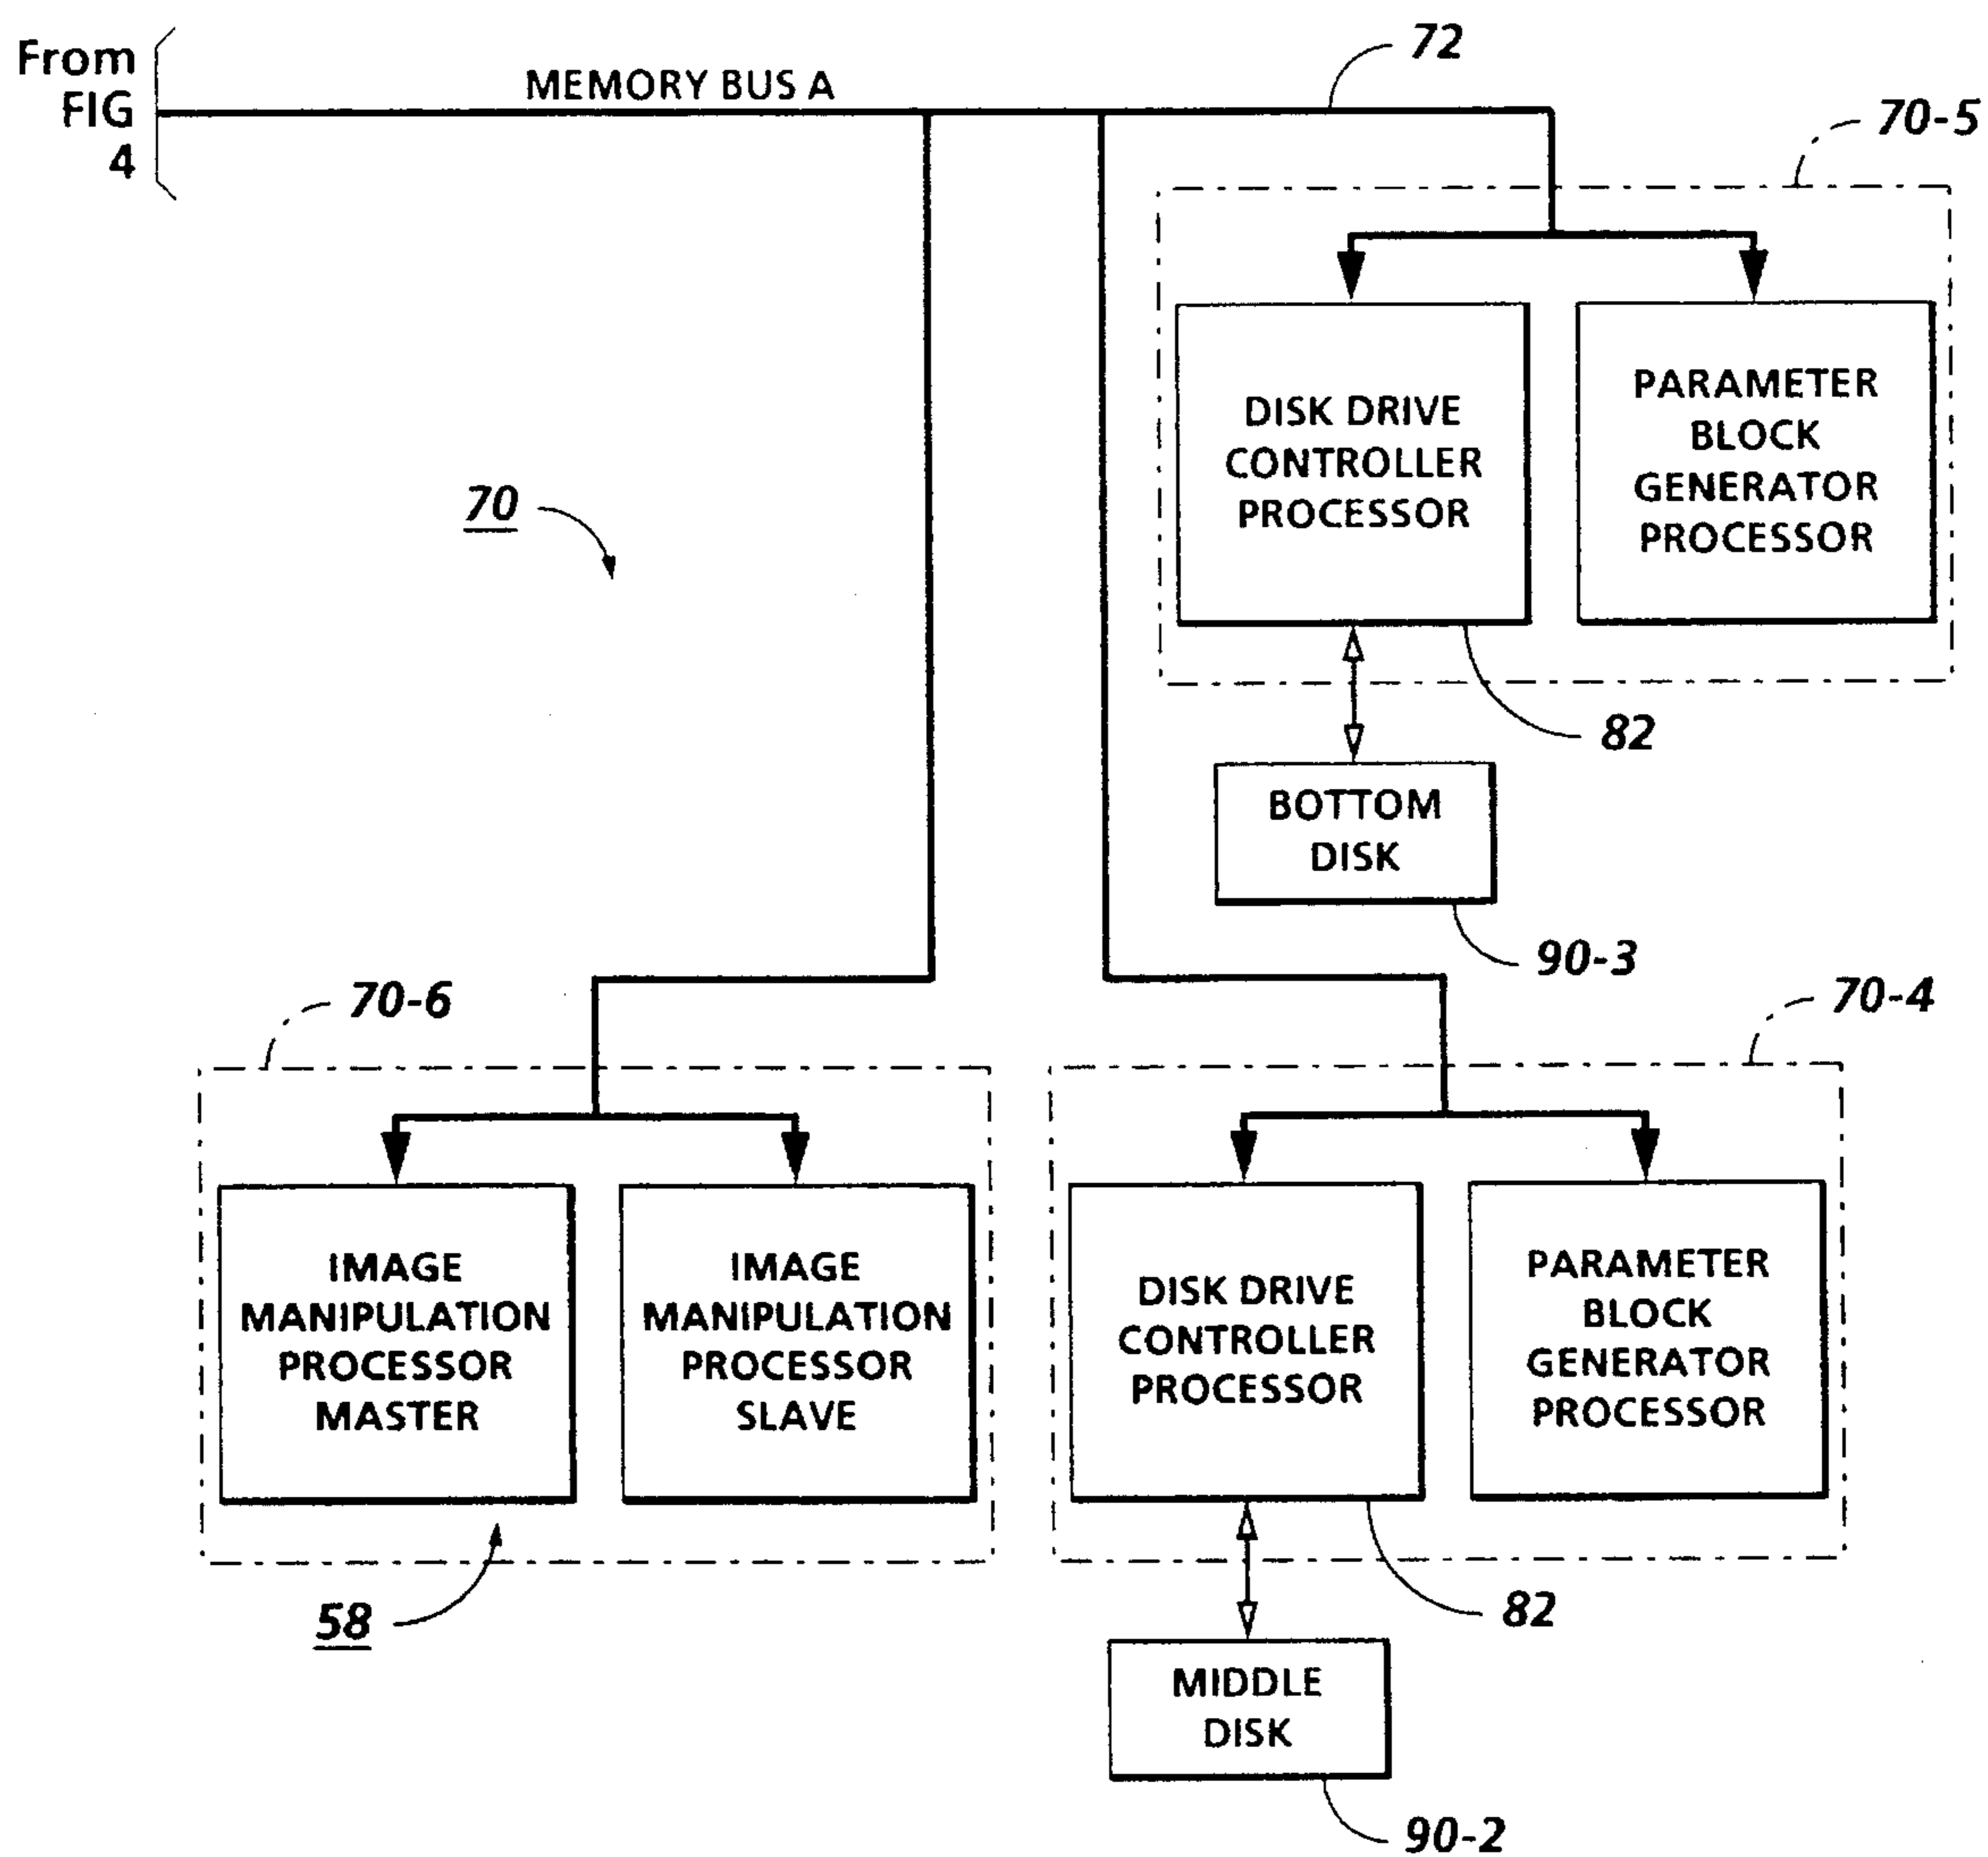 From
FIG
4
MEMORY BUS A
72
70-5
DISK DRIVE
CONTROLLER
PROCESSOR
PARAMETER
BLOCK
GENERATOR
PROCESSOR
70
82
BOTTOM
DISK
90-3
70-6
70-4
IMAGE
MANIPULATION
PROCESSOR
MASTER
IMAGE
MANIPULATION
PROCESSOR
SLAVE
DISK DRIVE
CONTROLLER
PROCESSOR
PARAMETER
BLOCK
GENERATOR
PROCESSOR
58
82
MIDDLE
DISK
90-2